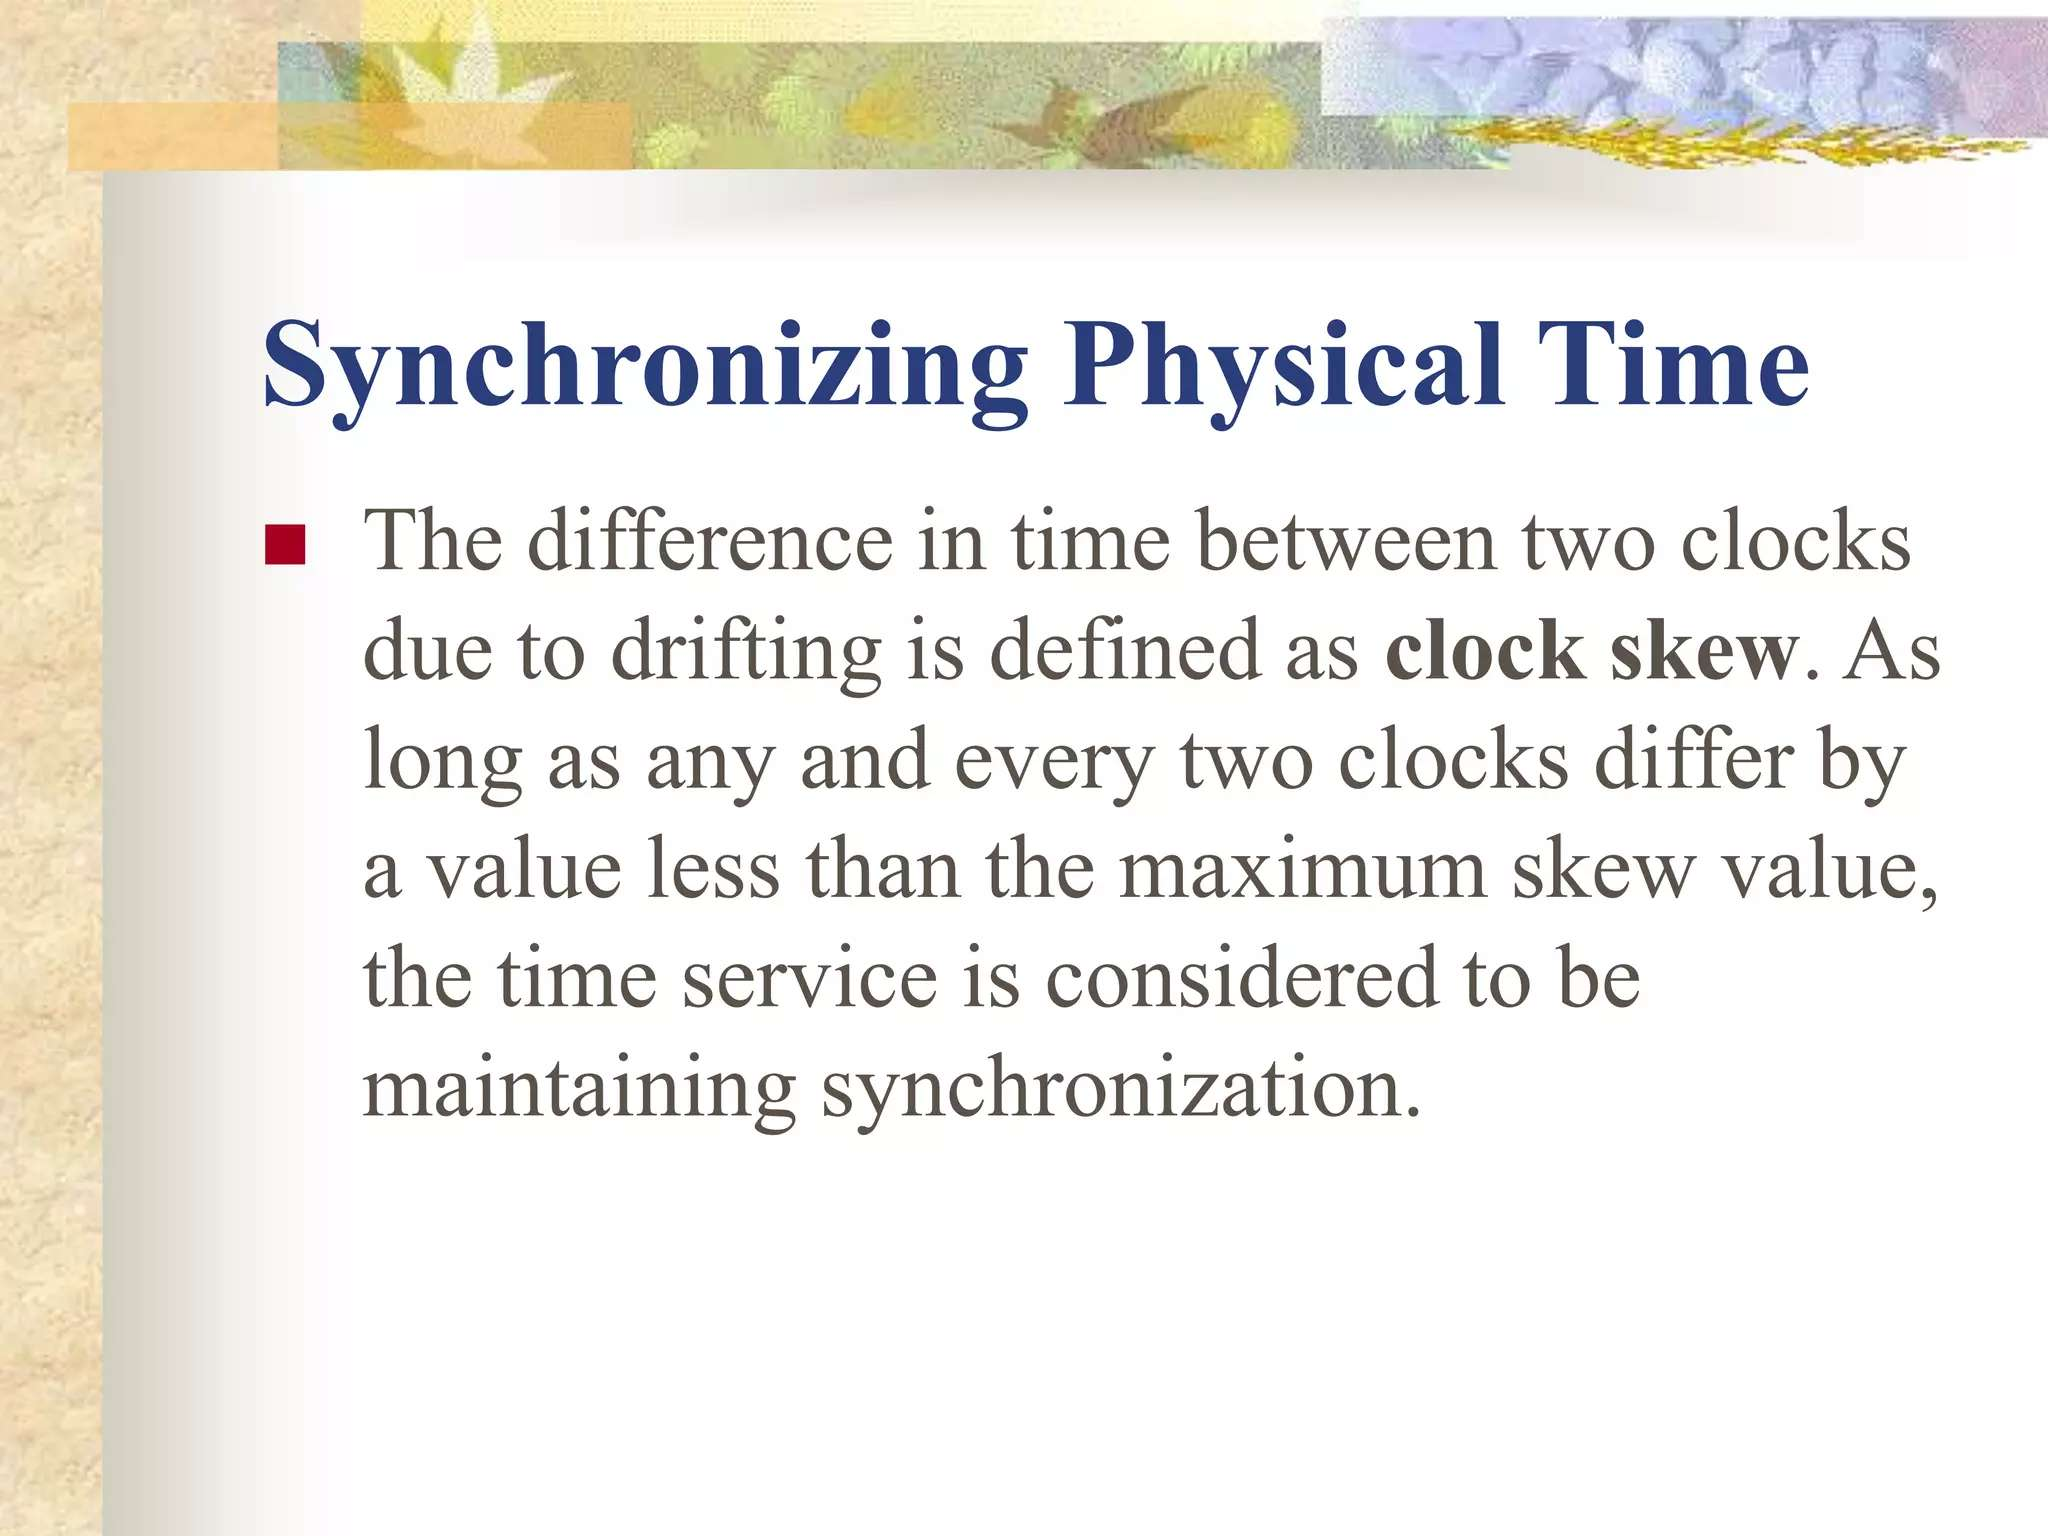 Synchronizing Physical Time
The difference in time between two clocks
due to drifting is defined as clock skew. As
long as any and every two clocks differ by
a value less than the maximum skew value,
the time service is considered to be
maintaining synchronization.